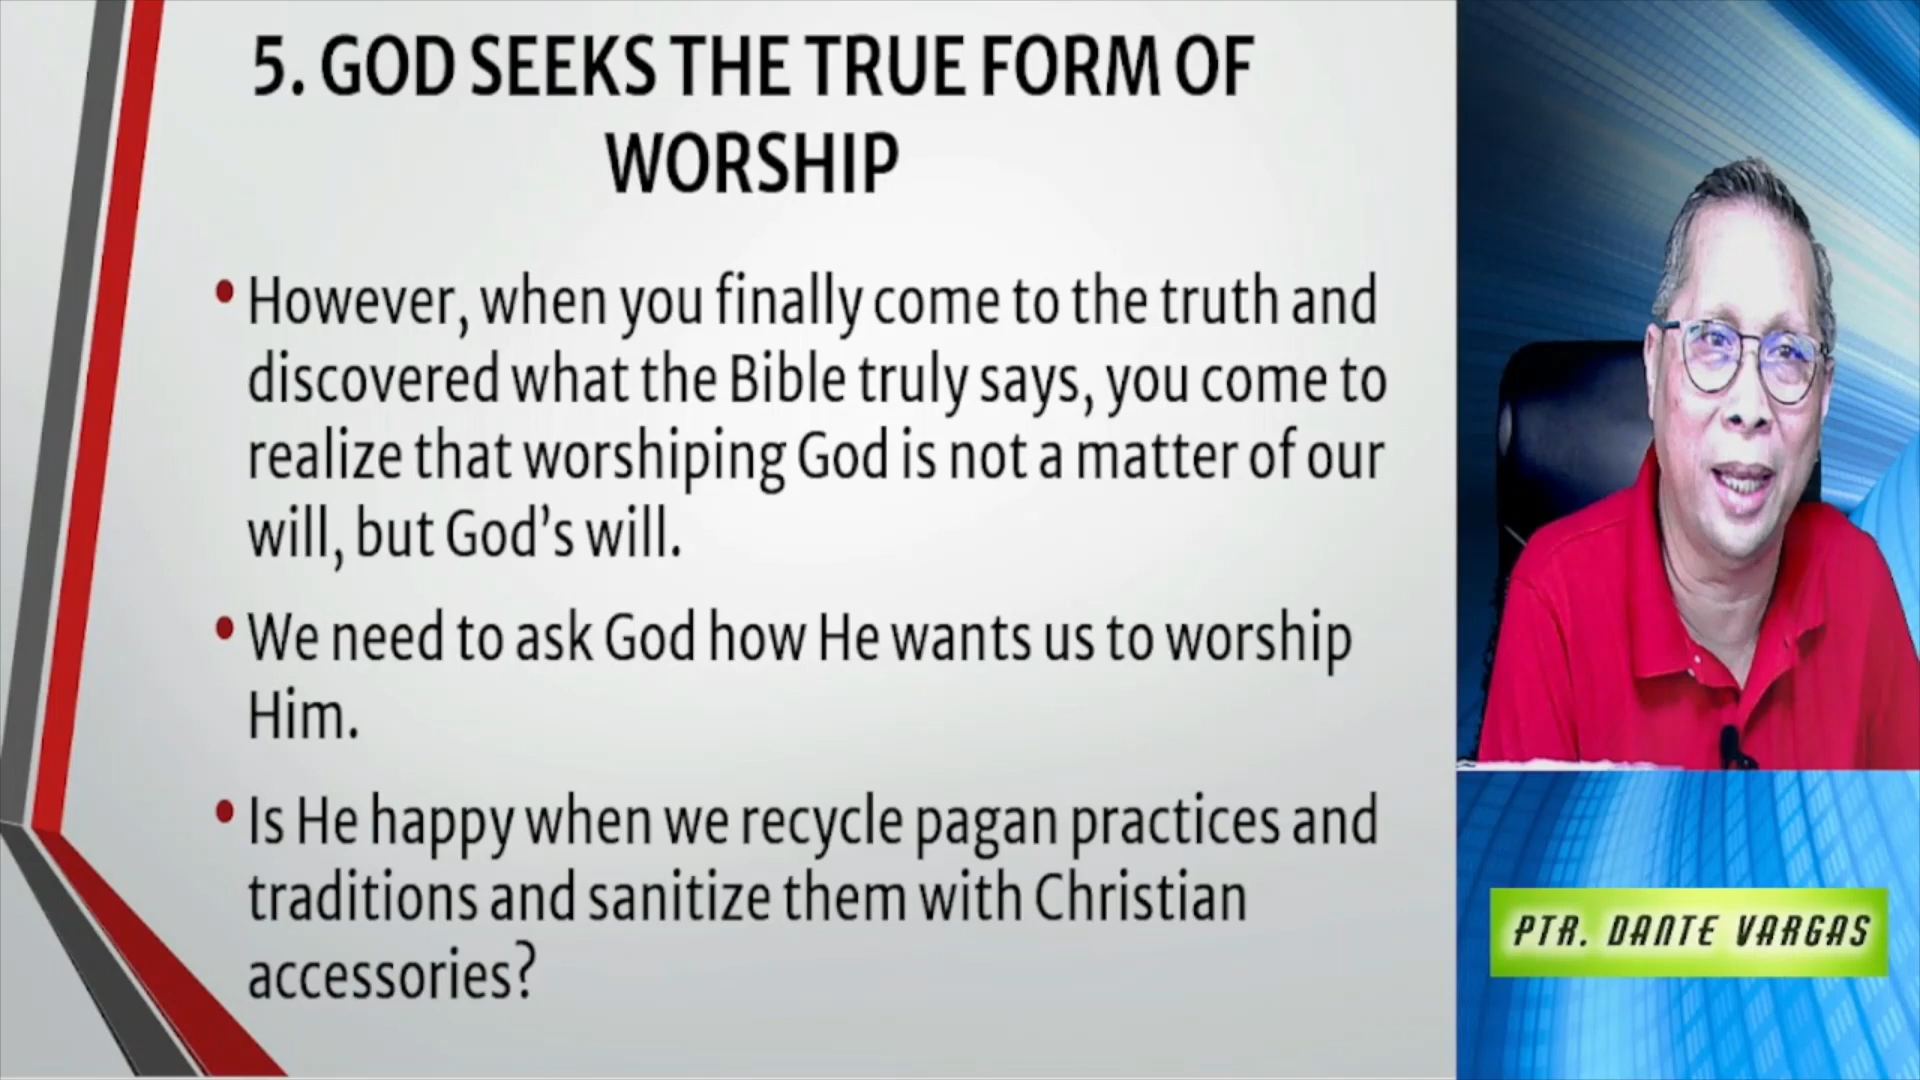 5. GOD SEEKS THE TRUE FORM OF
WORSHIP
• However, when you finally come to the truth and
discovered what the Bible truly says, you come to
realize that worshiping God is not a matter of our
will, but God’s will.
• We need to ask God how He wants us to worship
Him.
• Is He happy when we recycle pagan practices and
traditions and sanitize them with Christian
accessories?
PTR. DANTE VARGAS